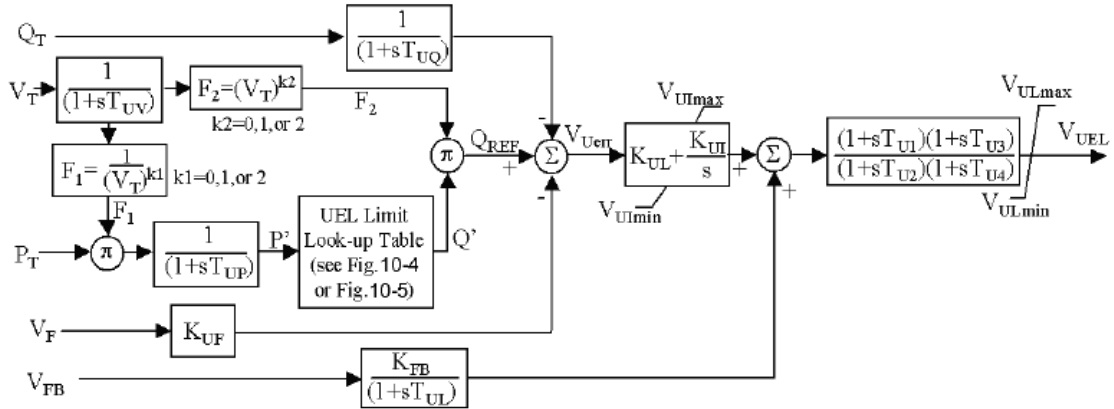 Q_T
1
(1+sT_UQ)
V_T
1
(1+sT_UV)
F_2=(V_T)^k2
k2=0,1,or 2
F_2
F_1= 1
(V_T)^k1
k1=0,1,or 2
F_1
P_T
π
1
(1+sT_UP)
P'
UEL Limit
Look-up Table
(see Fig.10-4
or Fig.10-5)
Q'
π
Q_REF
+
-
-
Σ
V_Uerr
V_UImax
K_UL+ K_UI
s
V_UImin
+
Σ
+
(1+sT_U1)(1+sT_U3)
(1+sT_U2)(1+sT_U4)
V_ULmax
V_UEL
V_ULmin
V_F
K_UF
V_FB
K_FB
(1+sT_UL)